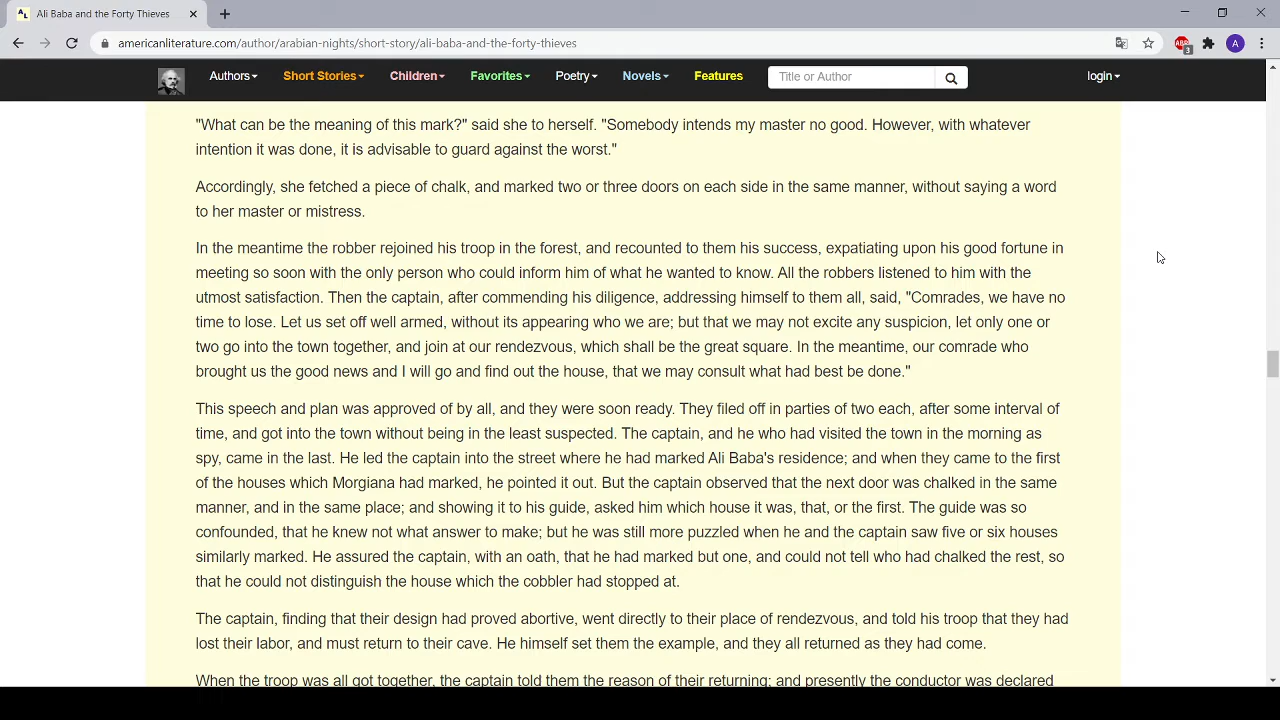 Ali Baba and the Forty Thieves
americanliterature.com/author/arabian-nights/short-story/ali-baba-and-the-forty-thieves
Authors Short Stories Children Favorites Poetry Novels Features Title or Author login
"What can be the meaning of this mark?" said she to herself. "Somebody intends my master no good. However, with whatever
intention it was done, it is advisable to guard against the worst."
Accordingly, she fetched a piece of chalk, and marked two or three doors on each side in the same manner, without saying a word
to her master or mistress.
In the meantime the robber rejoined his troop in the forest, and recounted to them his success, expatiating upon his good fortune in
meeting so soon with the only person who could inform him of what he wanted to know. All the robbers listened to him with the
utmost satisfaction. Then the captain, after commending his diligence, addressing himself to them all, said, "Comrades, we have no
time to lose. Let us set off well armed, without its appearing who we are; but that we may not excite any suspicion, let only one or
two go into the town together, and join at our rendezvous, which shall be the great square. In the meantime, our comrade who
brought us the good news and I will go and find out the house, that we may consult what had best be done."
This speech and plan was approved of by all, and they were soon ready. They filed off in parties of two each, after some interval of
time, and got into the town without being in the least suspected. The captain, and he who had visited the town in the morning as
spy, came in the last. He led the captain into the street where he had marked Ali Baba's residence; and when they came to the first
of the houses which Morgiana had marked, he pointed it out. But the captain observed that the next door was chalked in the same
manner, and in the same place; and showing it to his guide, asked him which house it was, that, or the first. The guide was so
confounded, that he knew not what answer to make; but he was still more puzzled when he and the captain saw five or six houses
similarly marked. He assured the captain, with an oath, that he had marked but one, and could not tell who had chalked the rest, so
that he could not distinguish the house which the cobbler had stopped at.
The captain, finding that their design had proved abortive, went directly to their place of rendezvous, and told his troop that they had
lost their labor, and must return to their cave. He himself set them the example, and they all returned as they had come.
When the troop was all got together, the captain told them the reason of their returning; and presently the conductor was declared